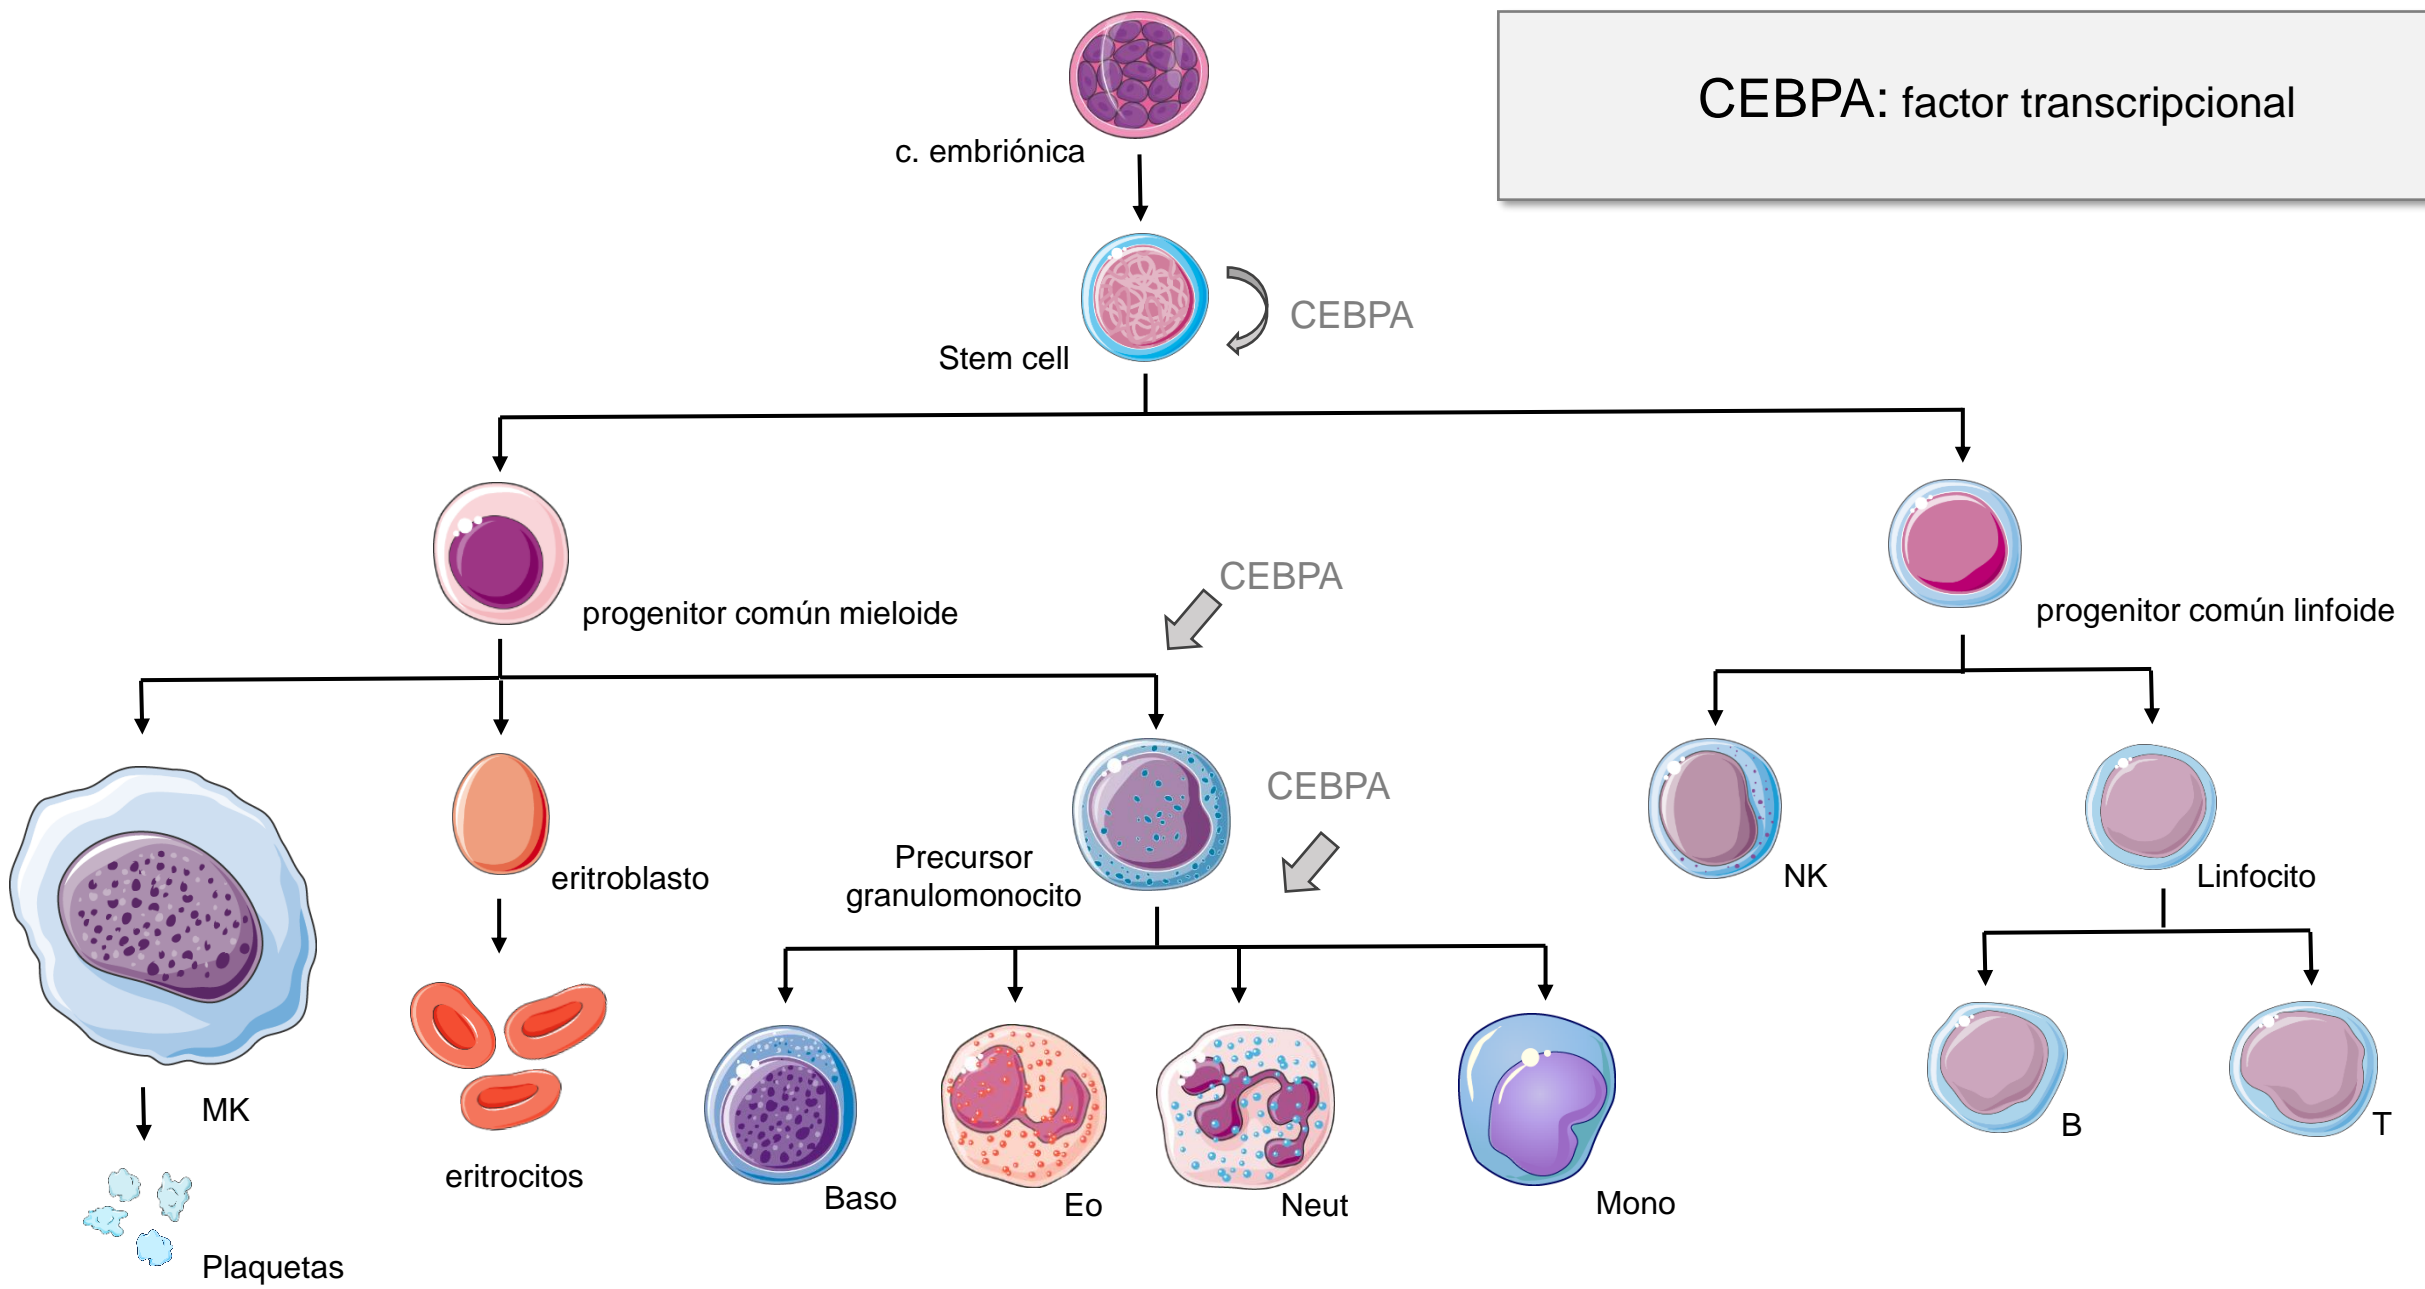 CEBPA: factor transcripcional
c. embriónica
CEBPA
Stem cell
CEBPA
progenitor común mieloide
progenitor común linfoide
CEBPA
Precursor
granulomonocito
eritroblasto
NK
Linfocito
MK
B
T
eritrocitos
Baso
Eo
Neut
Mono
Plaquetas